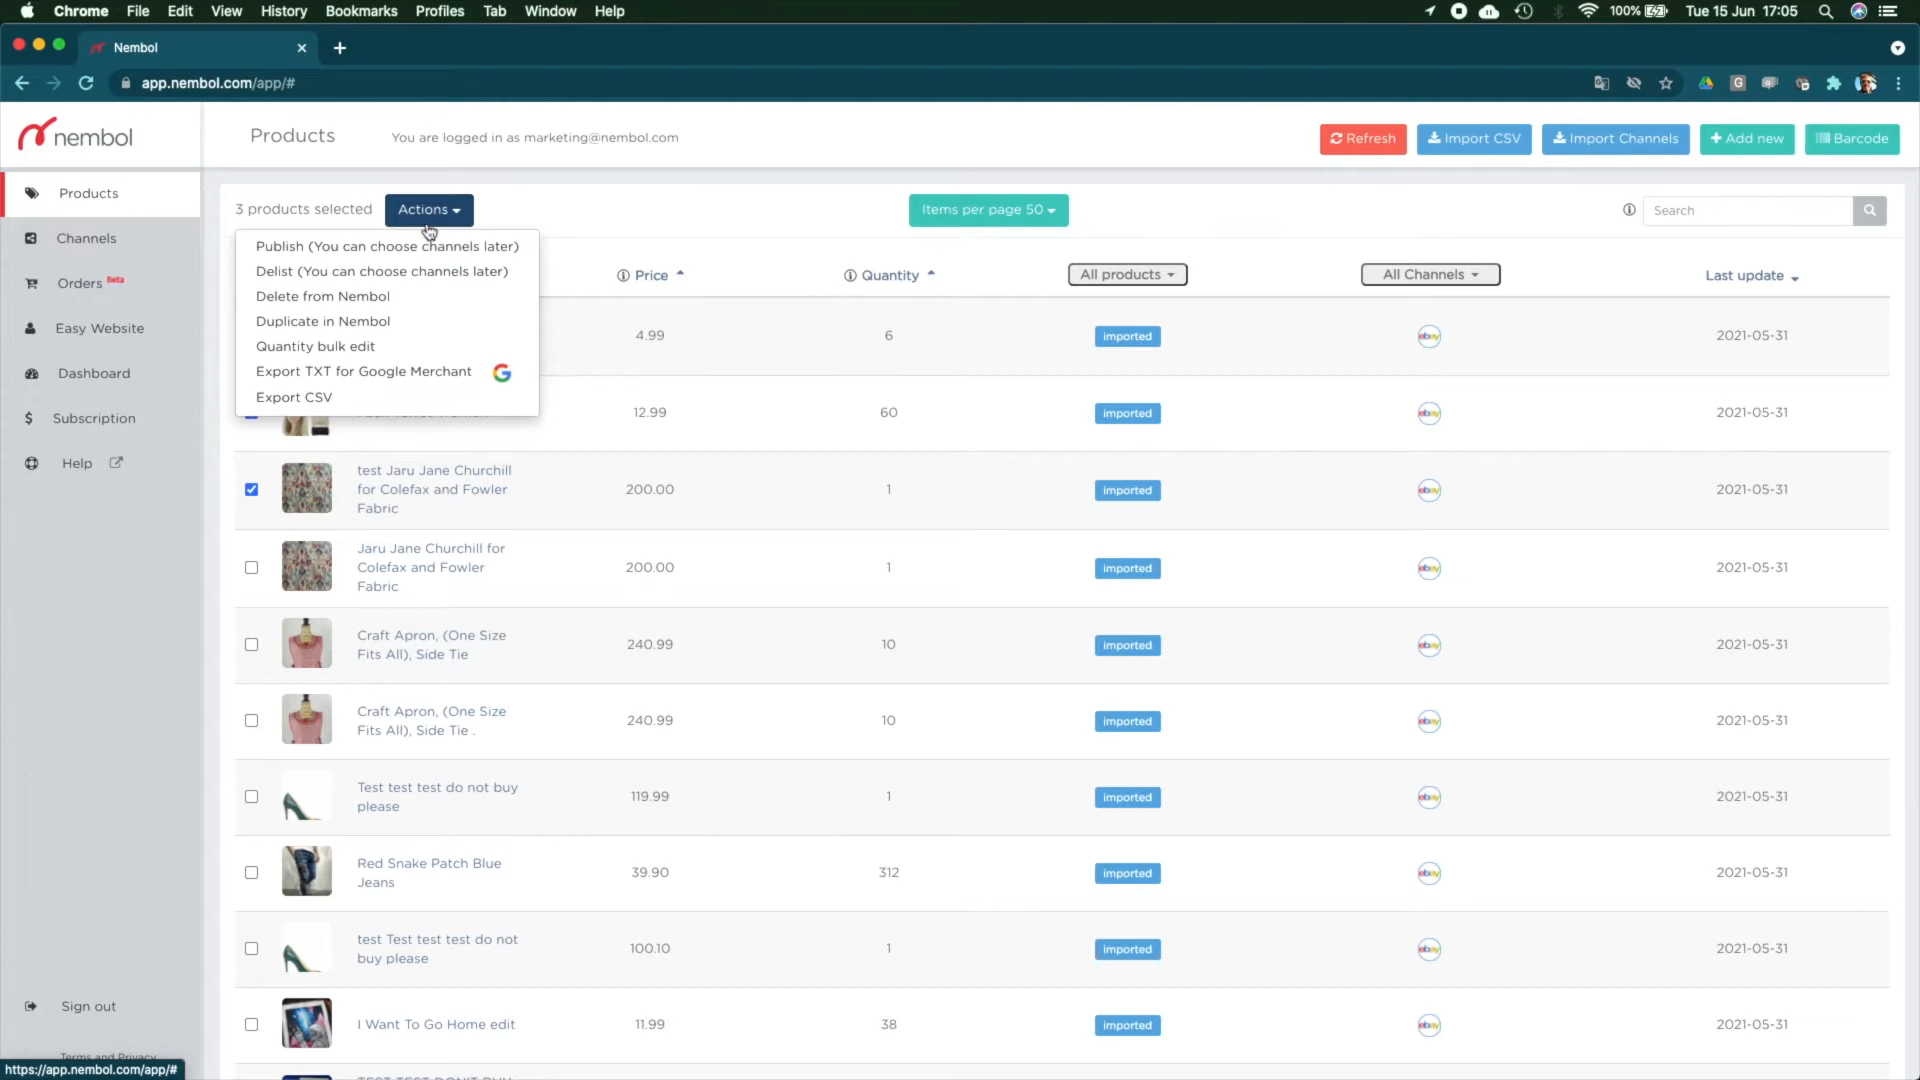 Chrome File Edit View History Bookmarks Profiles Tab Window Help 100% Tue 15 Jun 17:05
Nembol
app.nembol.com/app/#
nembol
Products
You are logged in as marketing@nembol.com
Refresh
Import CSV
Import Channels
Add new
Barcode
Products
Channels
Orders Beta
Easy Website
Dashboard
Subscription
Help
Sign out
Terms and Privacy
https://app.nembol.com/app/#
3 products selected
Actions
Items per page 50
Search
Publish (You can choose channels later)
Delist (You can choose channels later)
Delete from Nembol
Duplicate in Nembol
Quantity bulk edit
Export TXT for Google Merchant
Export CSV
Price Quantity All products All Channels Last update
4.99 6 imported ebay 2021-05-31
12.99 60 imported ebay 2021-05-31
test Jaru Jane Churchill
for Colefax and Fowler
Fabric
200.00 1 imported ebay 2021-05-31
Jaru Jane Churchill for
Colefax and Fowler
Fabric
200.00 1 imported ebay 2021-05-31
Craft Apron, (One Size
Fits All), Side Tie
240.99 10 imported ebay 2021-05-31
Craft Apron, (One Size
Fits All), Side Tie .
240.99 10 imported ebay 2021-05-31
Test test test do not buy
please
119.99 1 imported ebay 2021-05-31
Red Snake Patch Blue
Jeans
39.90 312 imported ebay 2021-05-31
test Test test test do not
buy please
100.10 1 imported ebay 2021-05-31
I Want To Go Home edit
11.99 38 imported ebay 2021-05-31